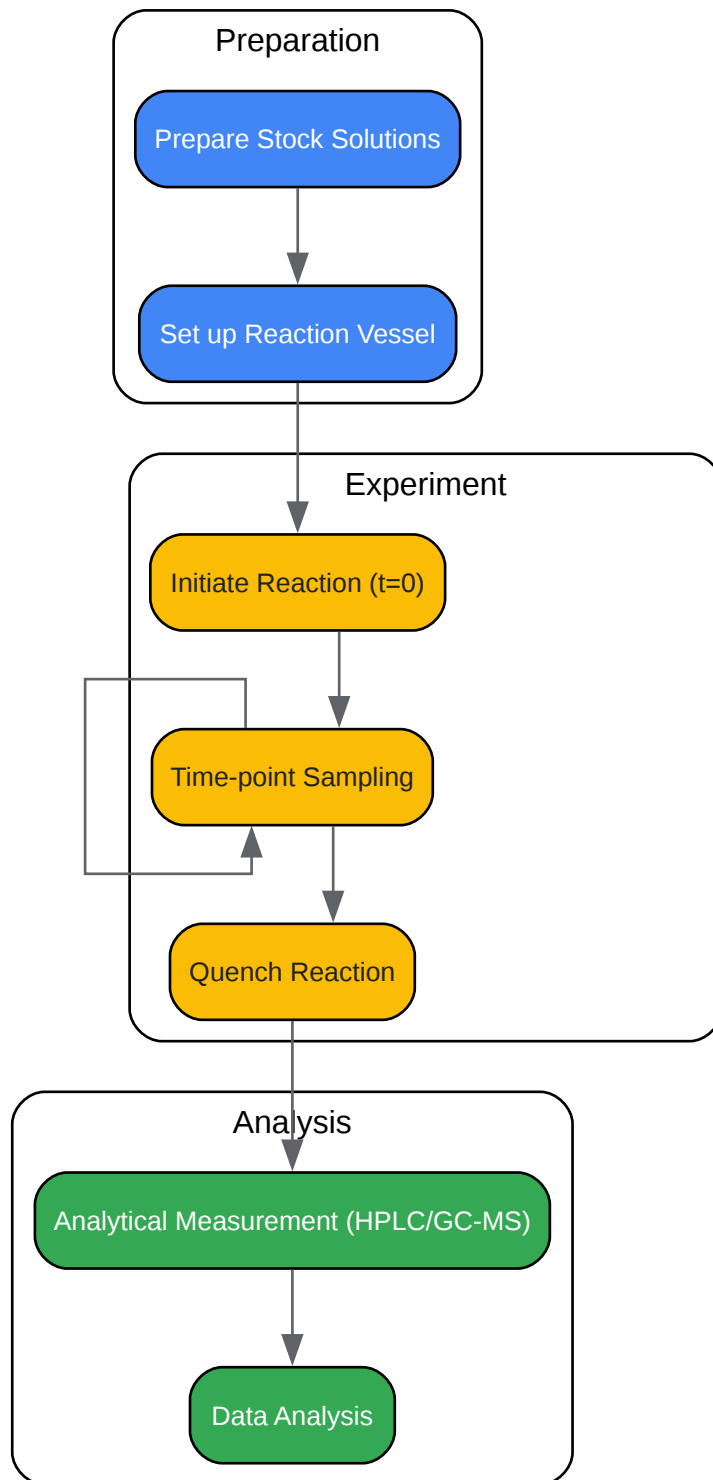 Preparation
Prepare Stock Solutions
Set up Reaction Vessel
Experiment
Initiate Reaction (t=0)
Time-point Sampling
Quench Reaction
Analysis
Analytical Measurement (HPLC/GC-MS)
Data Analysis